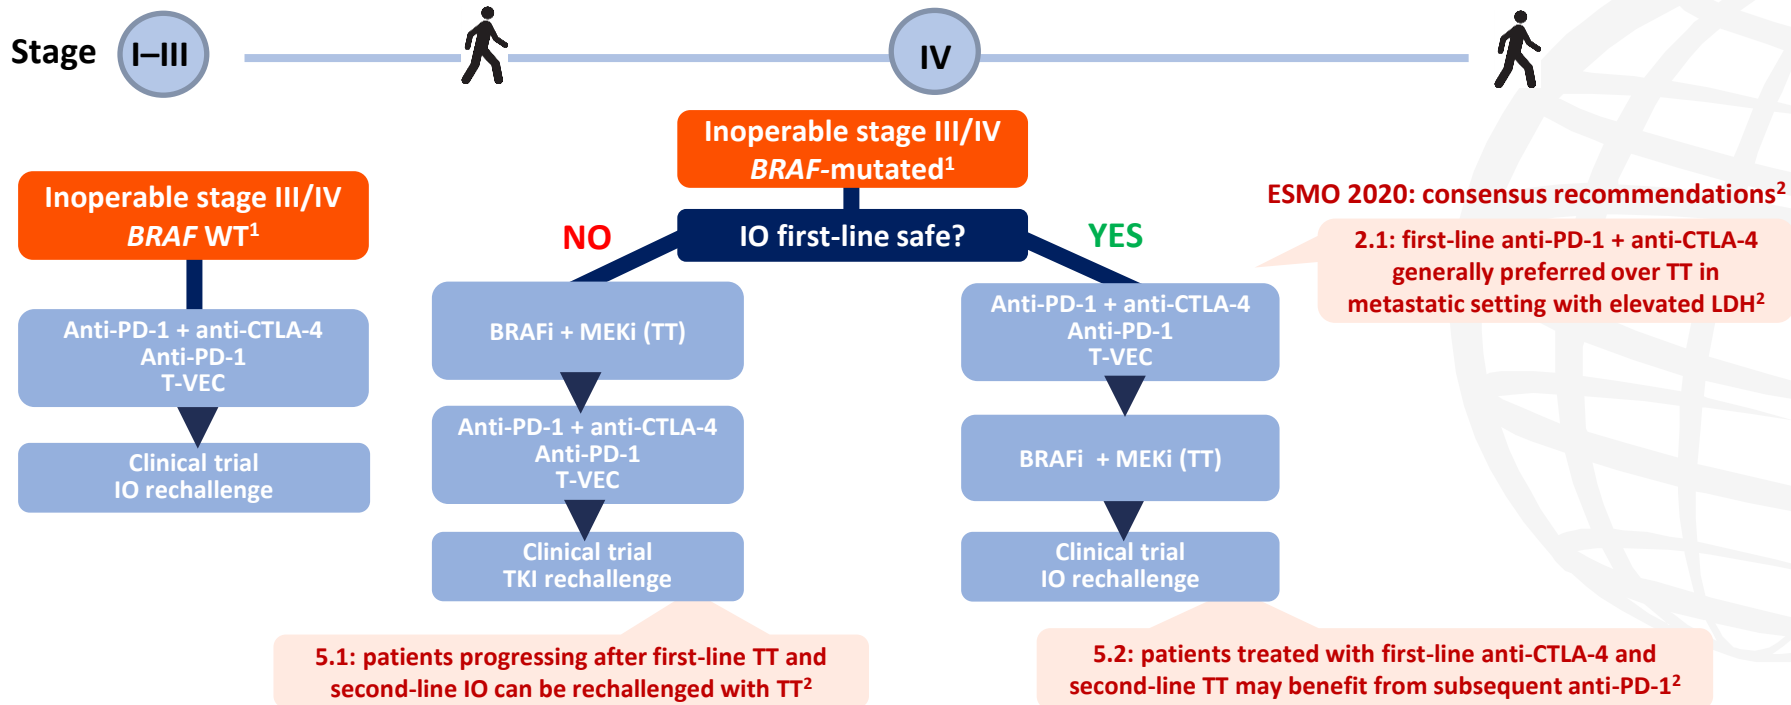 Stage I–III IV
Inoperable stage III/IV
BRAF WT1
Anti-PD-1 + anti-CTLA-4
Anti-PD-1
T-VEC
Clinical trial
IO rechallenge
Inoperable stage III/IV
BRAF-mutated1
IO first-line safe?
NO
BRAFi + MEKi (TT)
Anti-PD-1 + anti-CTLA-4
Anti-PD-1
T-VEC
Clinical trial
TKI rechallenge
5.1: patients progressing after first-line TT and
second-line IO can be rechallenged with TT2
YES
Anti-PD-1 + anti-CTLA-4
Anti-PD-1
T-VEC
BRAFi + MEKi (TT)
Clinical trial
IO rechallenge
5.2: patients treated with first-line anti-CTLA-4 and
second-line TT may benefit from subsequent anti-PD-12
ESMO 2020: consensus recommendations2
2.1: first-line anti-PD-1 + anti-CTLA-4
generally preferred over TT in
metastatic setting with elevated LDH2